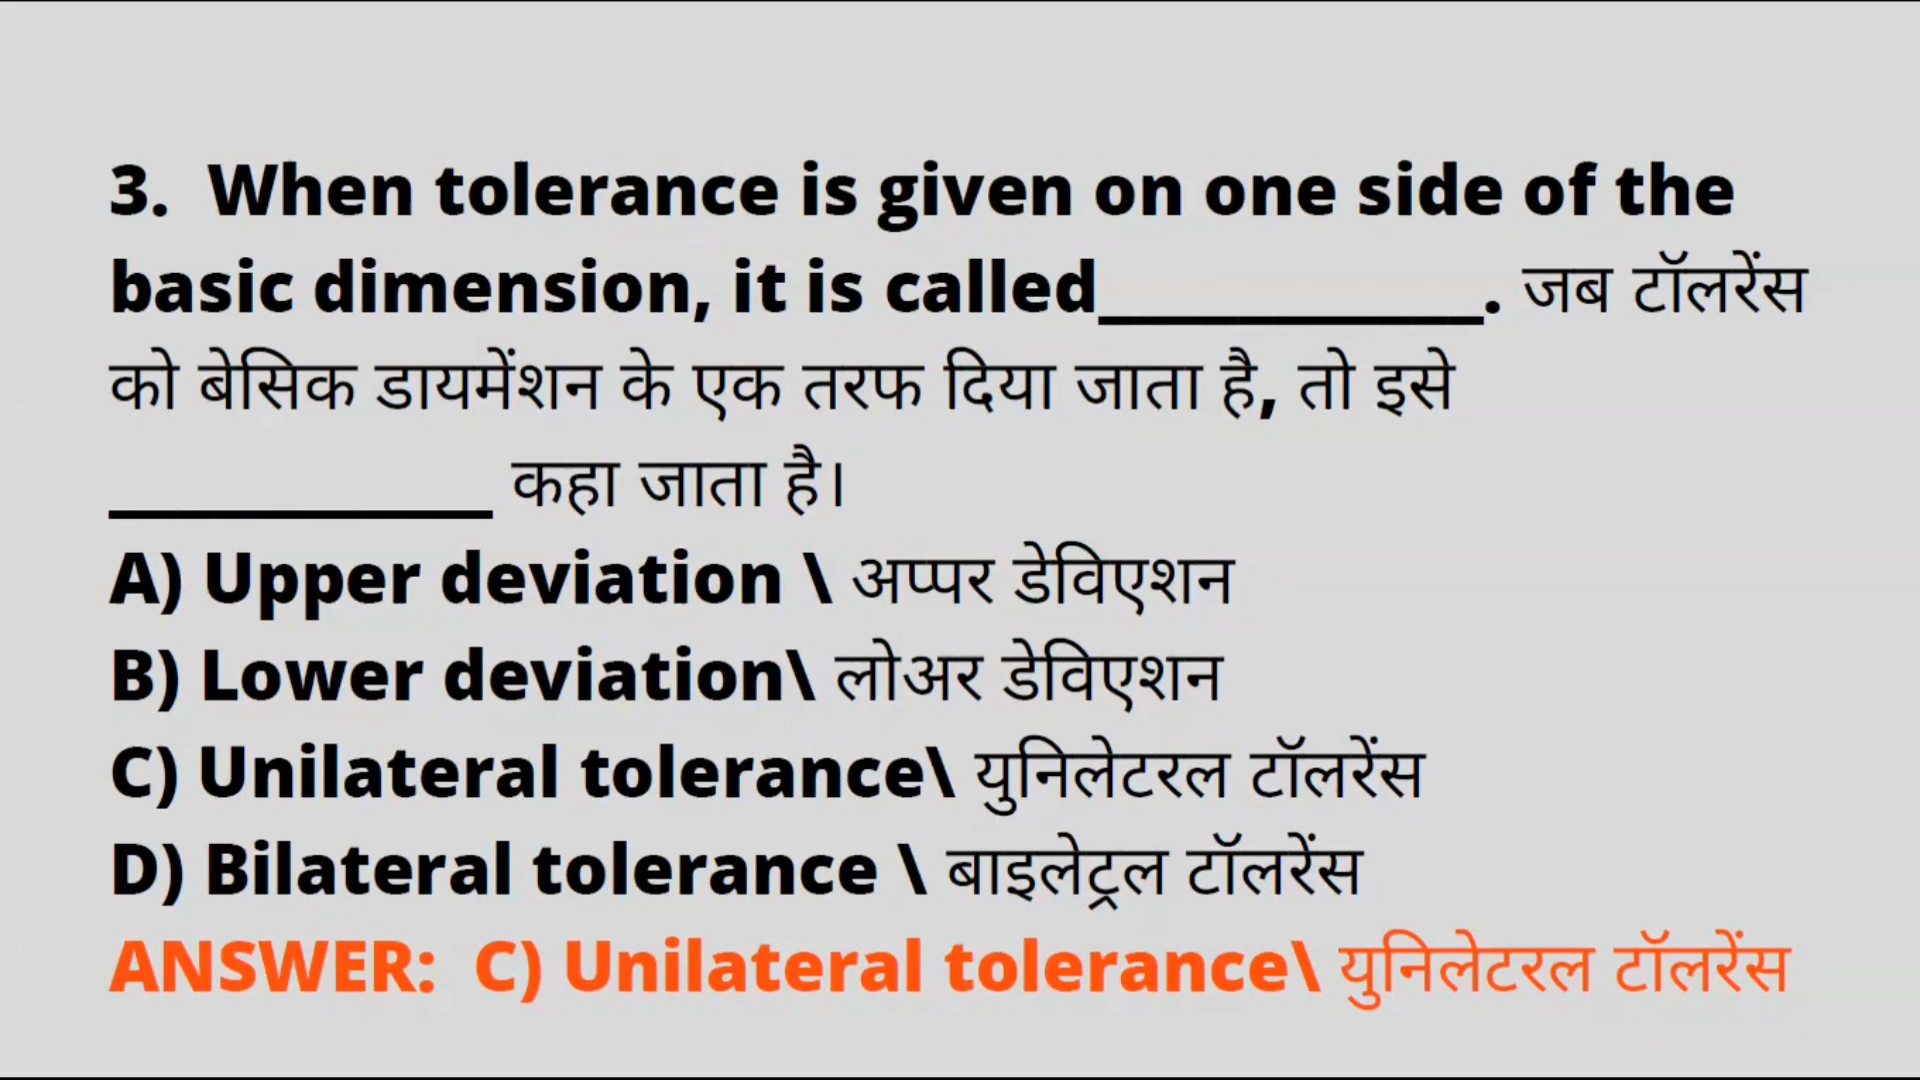 3. When tolerance is given on one side of the
basic dimension, it is called___________. जब टॉलरेंस
को बेसिक डायमेंशन के एक तरफ दिया जाता है, तो इसे
___________ कहा जाता है।
A) Upper deviation \ अप्पर डेविएशन
B) Lower deviation\ लोअर डेविएशन
C) Unilateral tolerance\ युनिलेटरल टॉलरेंस
D) Bilateral tolerance \ बाइलेट्रल टॉलरेंस
ANSWER: C) Unilateral tolerance\ युनिलेटरल टॉलरेंस